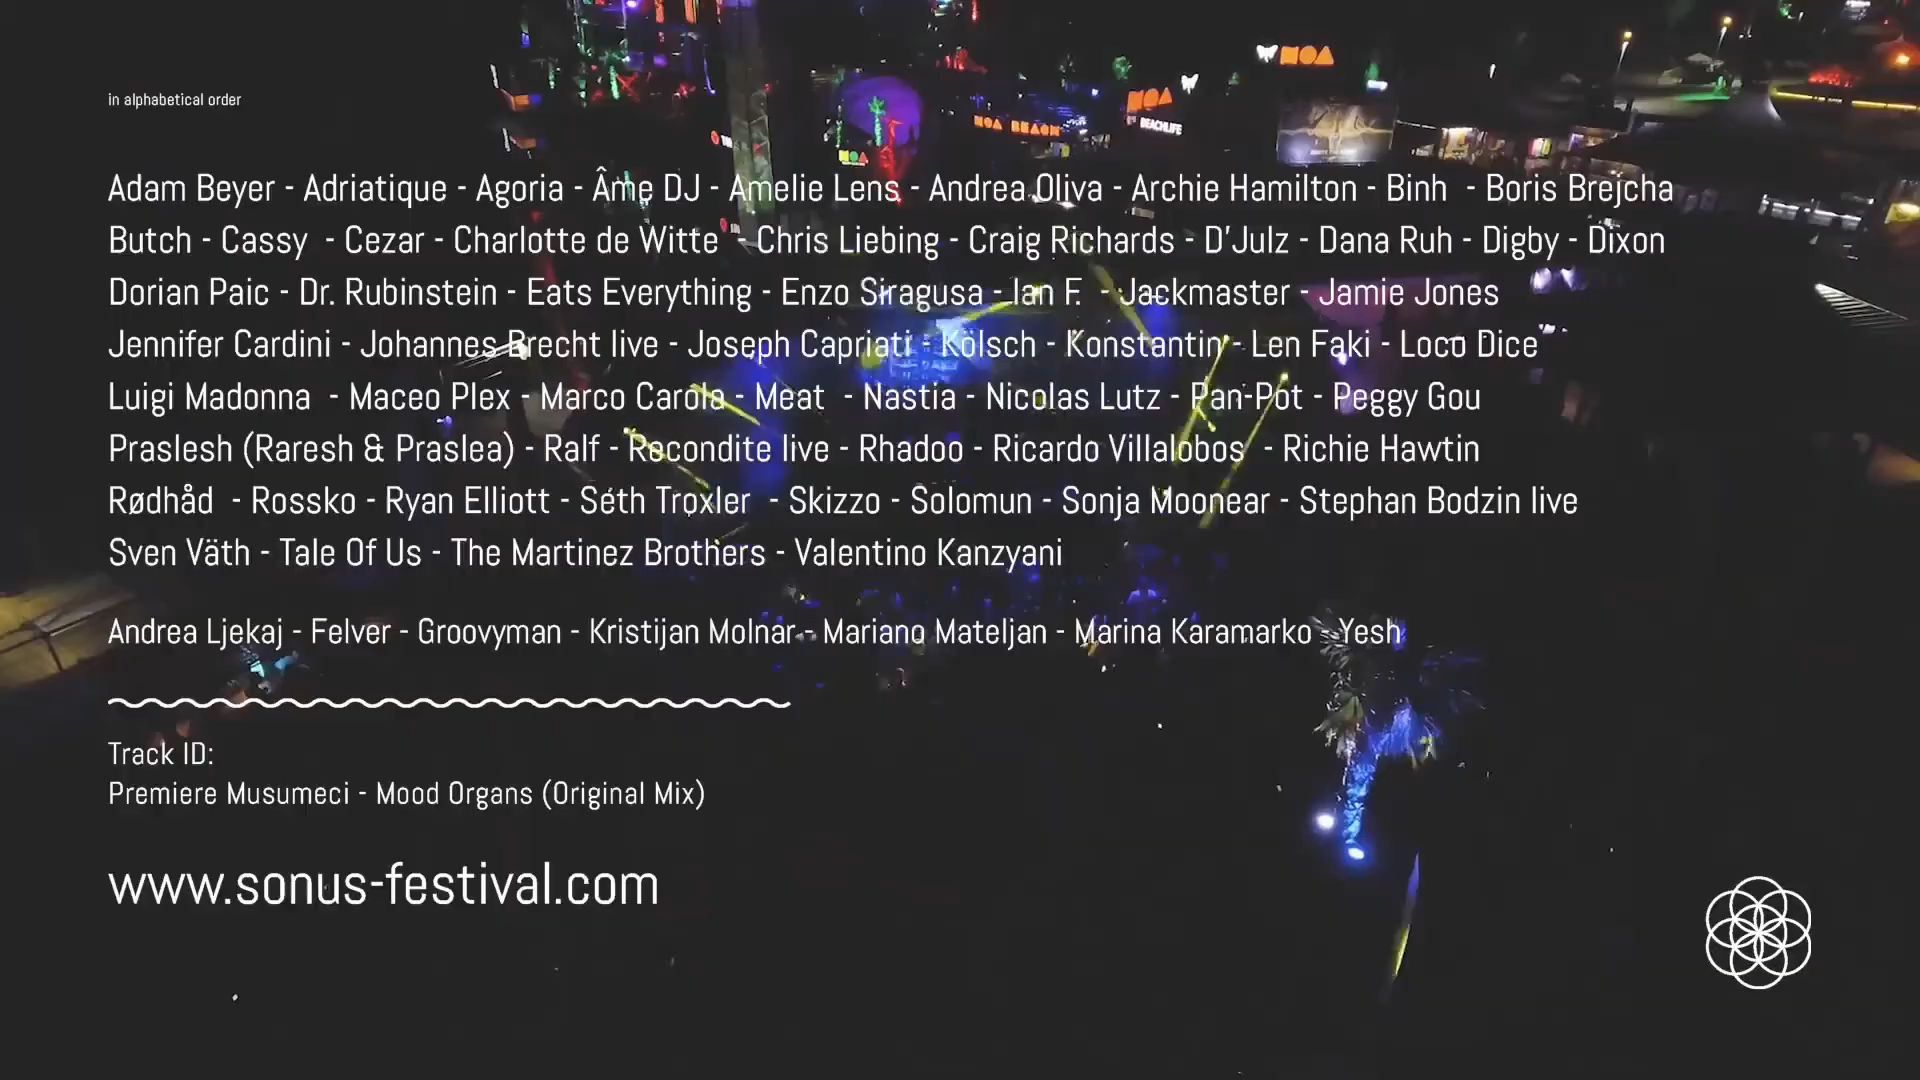 NOA
NOA
BEACHLIFE
NOA BEACH
NOA
in alphabetical order
Adam Beyer - Adriatique - Agoria - Âme DJ - Amelie Lens - Andrea Oliva - Archie Hamilton - Binh - Boris Brejcha
Butch - Cassy - Cezar - Charlotte de Witte - Chris Liebing - Craig Richards - D'Julz - Dana Ruh - Digby - Dixon
Dorian Paic - Dr. Rubinstein - Eats Everything - Enzo Siragusa - Ian F. - Jackmaster - Jamie Jones
Jennifer Cardini - Johannes Brecht live - Joseph Capriati - Kölsch - Konstantin - Len Faki - Loco Dice
Luigi Madonna - Maceo Plex - Marco Carola - Meat - Nastia - Nicolas Lutz - Pan-Pot - Peggy Gou
Praslesh (Raresh & Praslea) - Ralf - Recondite live - Rhadoo - Ricardo Villalobos - Richie Hawtin
Rødhåd - Rossko - Ryan Elliott - Seth Troxler - Skizzo - Solomun - Sonja Moonear - Stephan Bodzin live
Sven Väth - Tale Of Us - The Martinez Brothers - Valentino Kanzyani
Andrea Ljekaj - Felver - Groovyman - Kristijan Molnar - Mariano Mateljan - Marina Karamarko - Yesh
Track ID:
Premiere Musumeci - Mood Organs (Original Mix)
www.sonus-festival.com